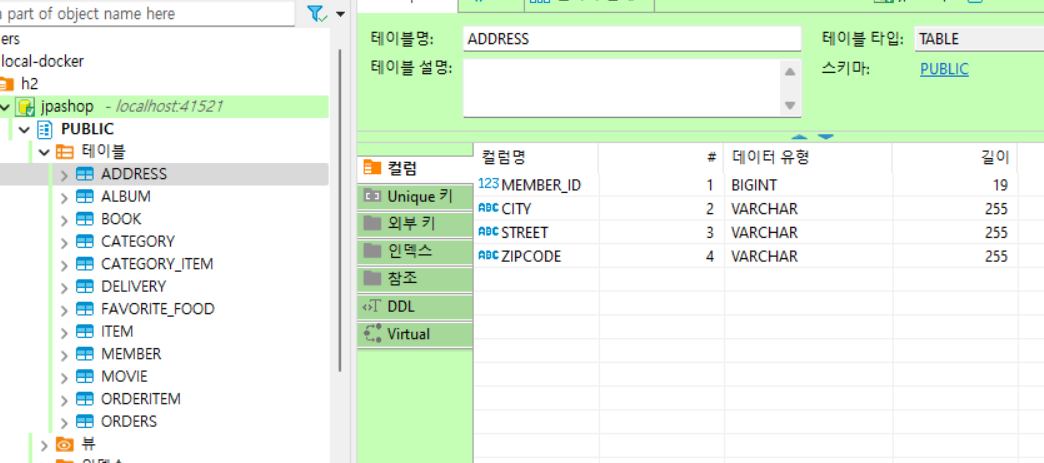 a part of object name here
ers
local-docker
h2
jpashop - localhost:41521
PUBLIC
테이블
ADDRESS
ALBUM
BOOK
CATEGORY
CATEGORY_ITEM
DELIVERY
FAVORITE_FOOD
ITEM
MEMBER
MOVIE
ORDERITEM
ORDERS
뷰
테이블명: ADDRESS 테이블 타입: TABLE
테이블 설명: 스키마: PUBLIC
컬럼
Unique 키
외부 키
인덱스
참조
DDL
Virtual
컬럼명 # 데이터 유형 길이
123 MEMBER_ID 1 BIGINT 19
ABC CITY 2 VARCHAR
ABC STREET 3 VARCHAR 255
ABC ZIPCODE 4 VARCHAR 255
255